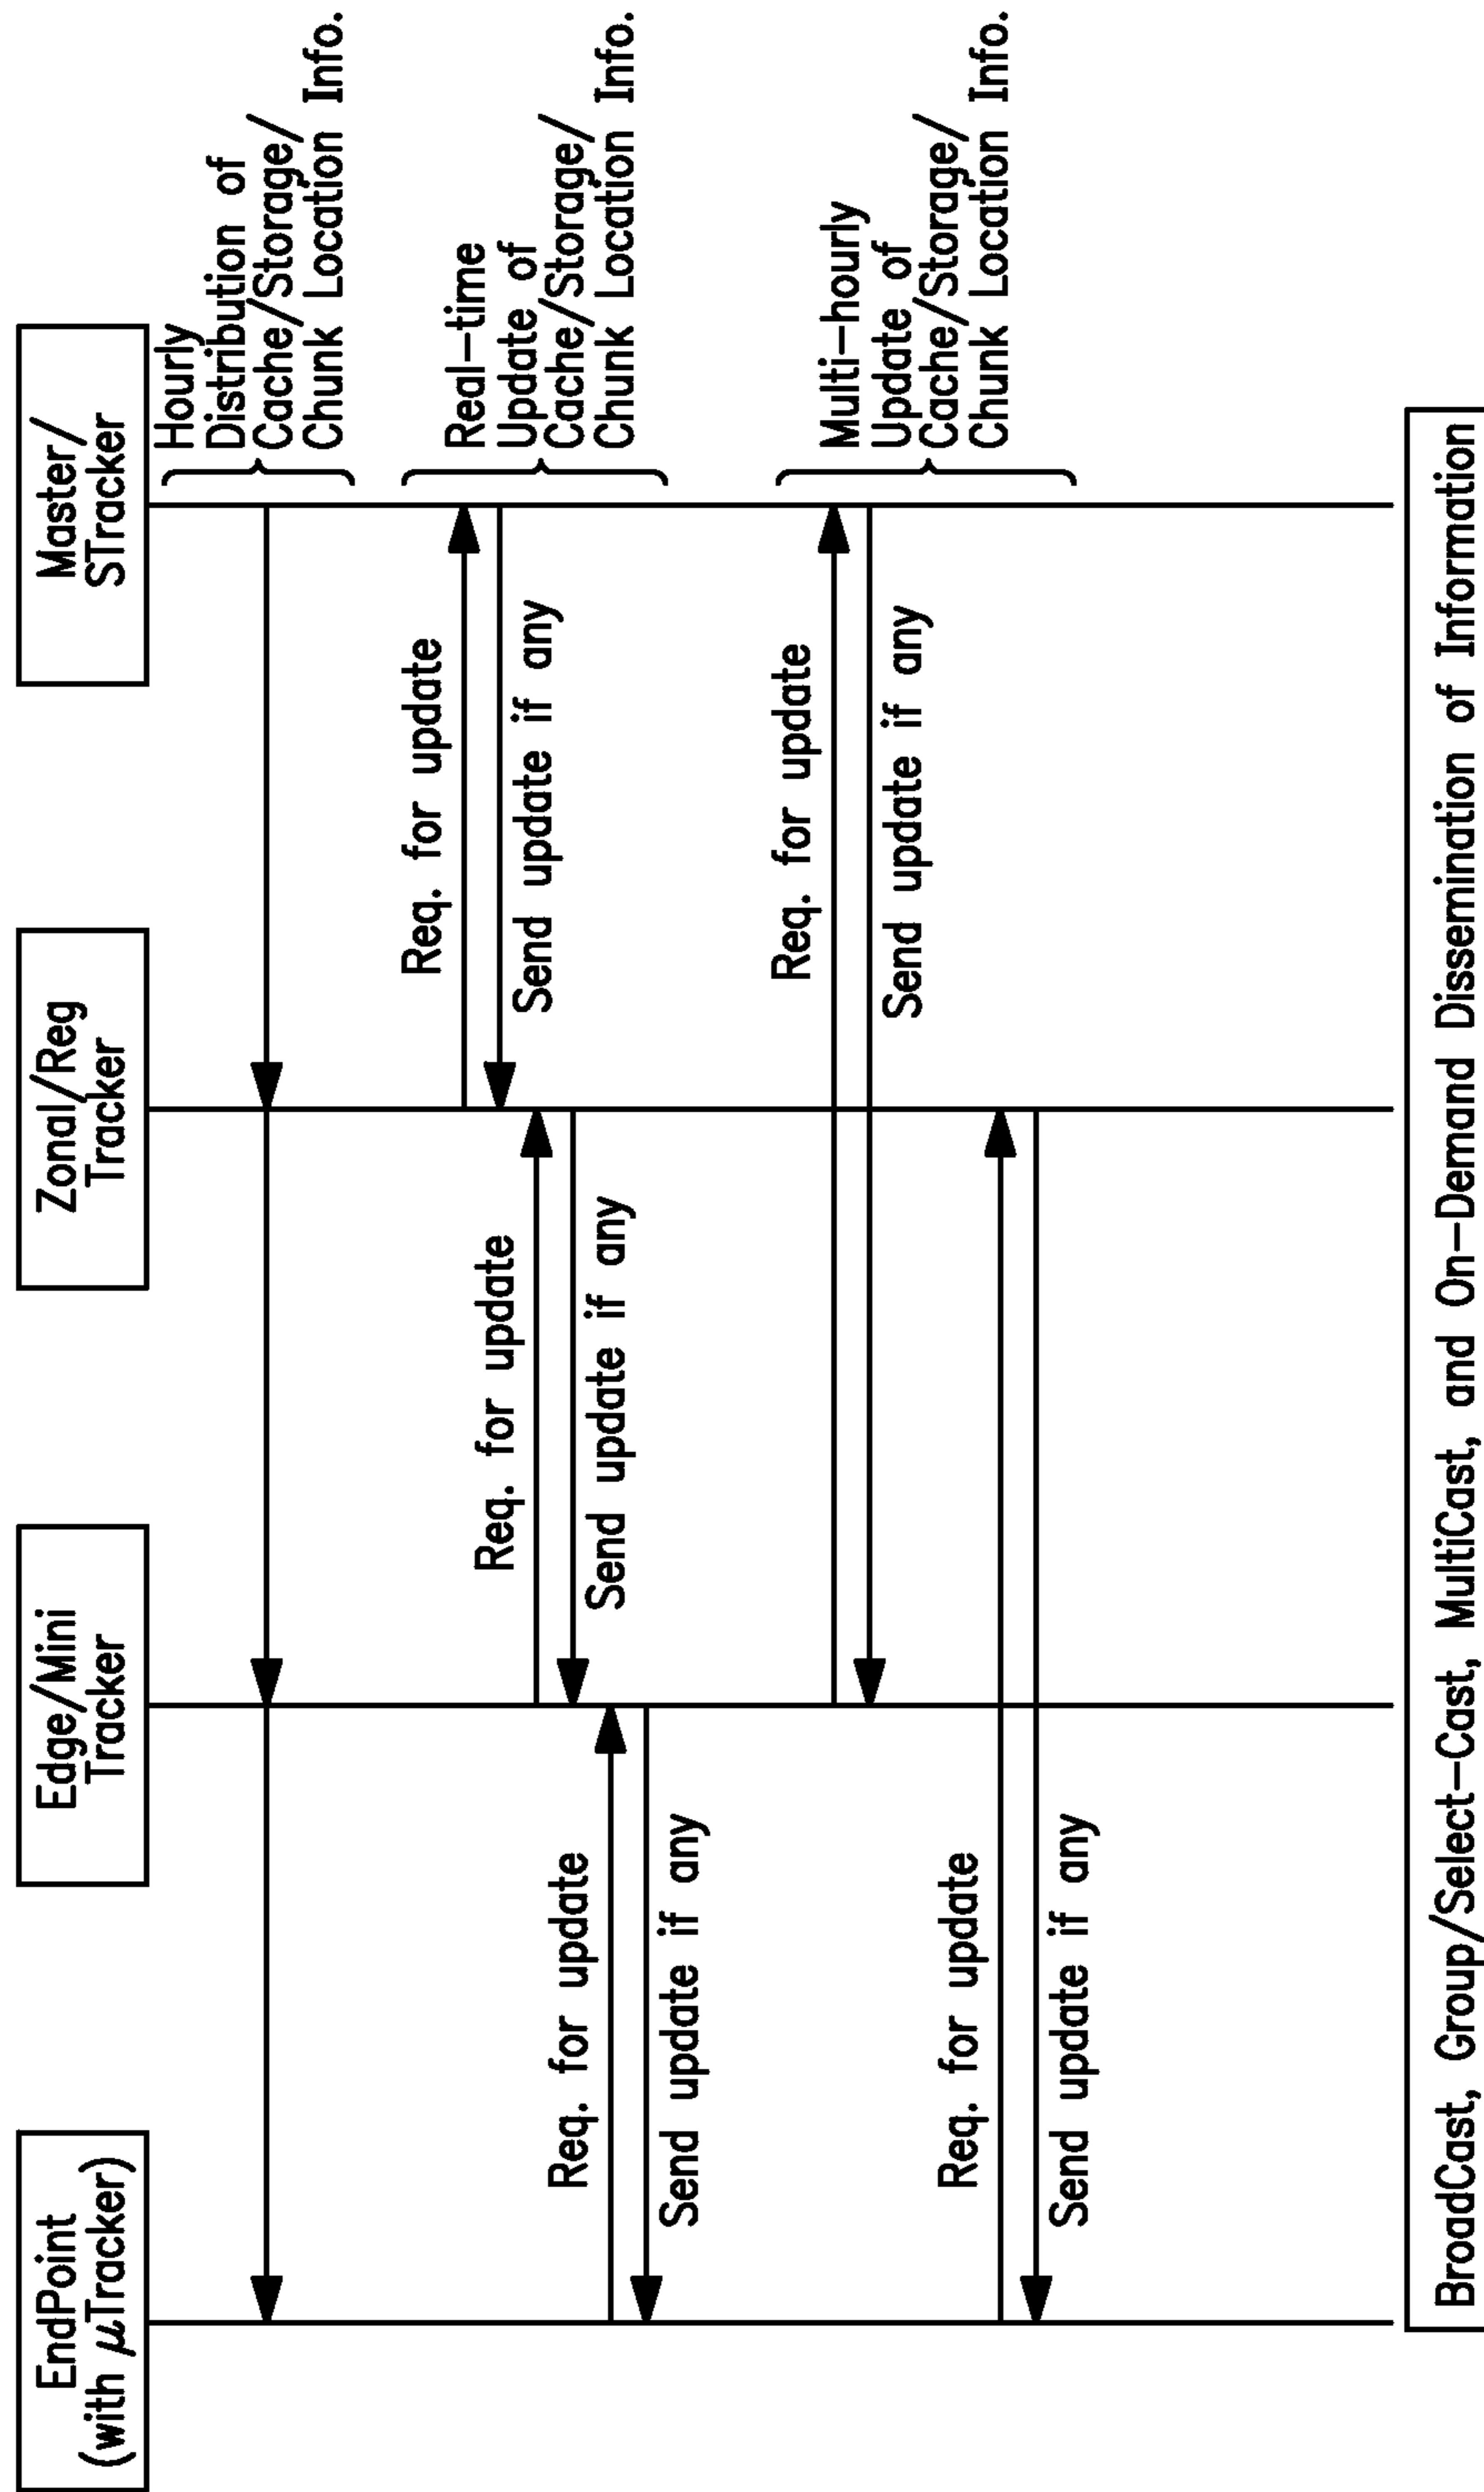 EndPoint
(with μTracker)
Edge/Mini
Tracker
Zonal/Reg
Tracker
Master/
STracker
Hourly
Distribution of
Cache/Storage/
Chunk Location Info.
Req. for update
Send update if any
Req. for update
Send update if any
Req. for update
Send update if any
Real-time
Update of
Cache/Storage/
Chunk Location Info.
Req. for update
Send update if any
Req. for update
Send update if any
Multi-hourly
Update of
Cache/Storage/
Chunk Location Info.
BroadCast, Group/Select-Cast, MultiCast, and On-Demand Dissemination of Information